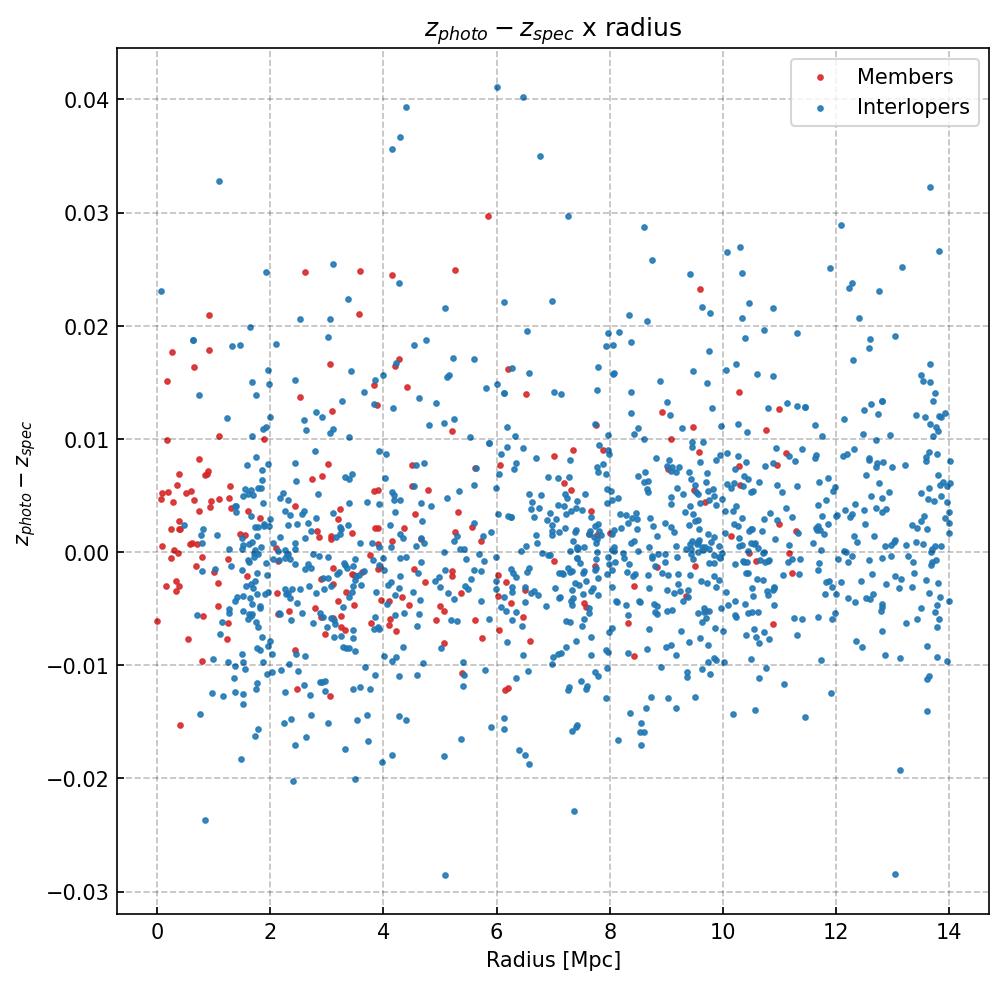 z_photo − z_spec x radius
Members
Interlopers
z_photo − z_spec
0.04
0.03
0.02
0.01
0.00
−0.01
−0.02
−0.03
0 2 4 6 8 10 12 14
Radius [Mpc]